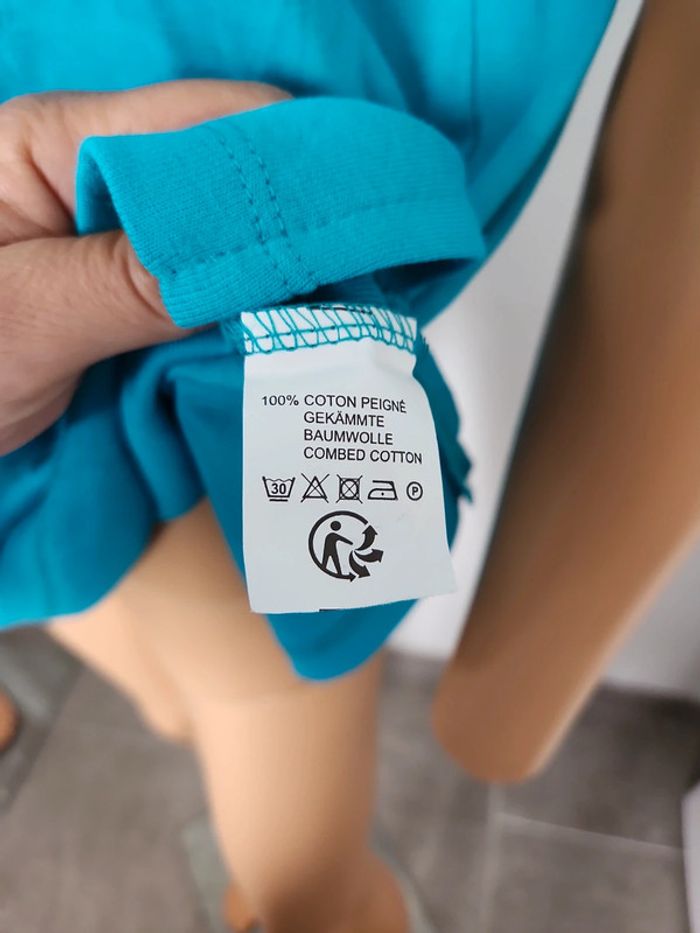 100% COTON PEIGNÉ
GEKÄMMTE
BAUMWOLLE
COMBED COTTON
30 P